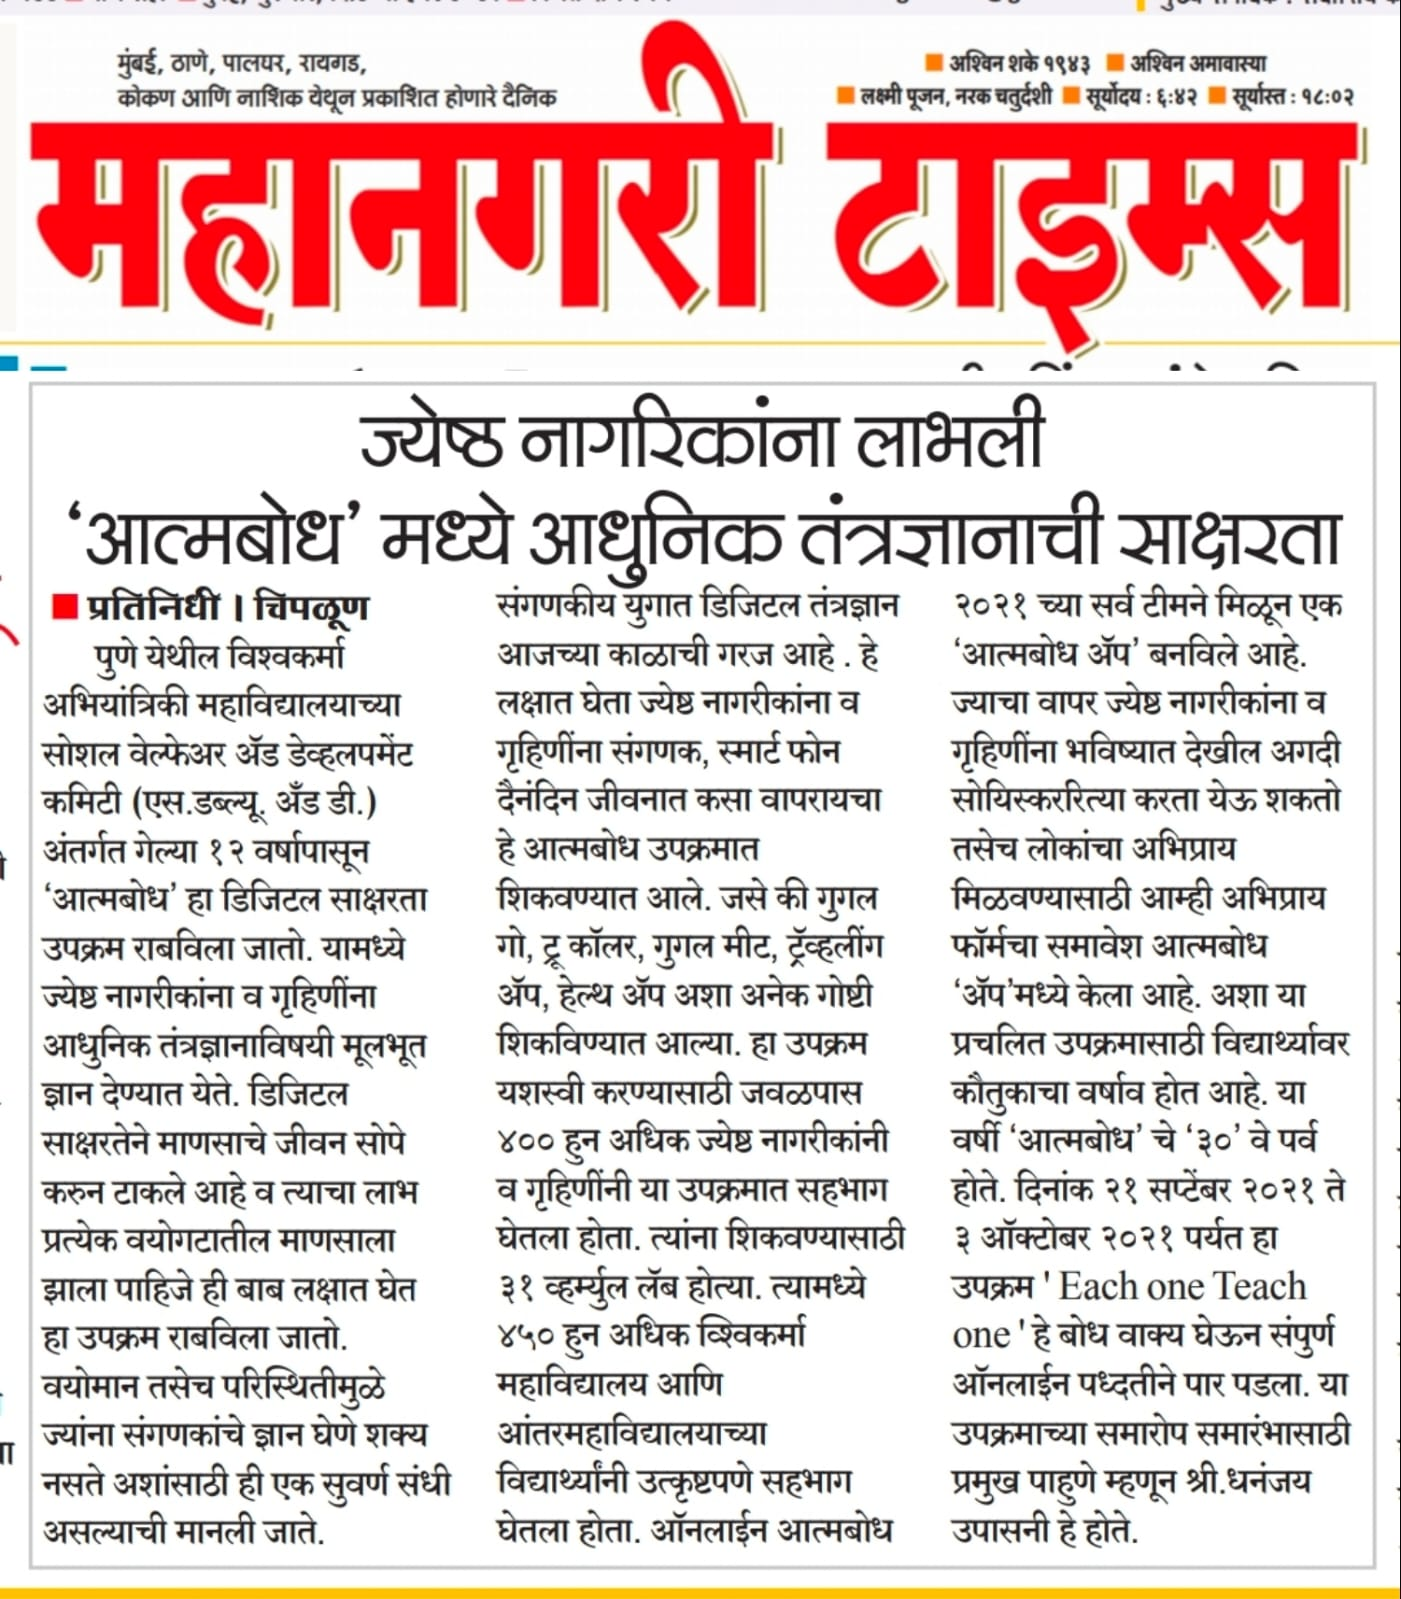 मुंबई, ठाणे, पालघर, रायगड,
कोकण आणि नाशिक येथून प्रकाशित होणारे दैनिक
अश्विन शके १९४३ अश्विन अमावास्या
लक्ष्मी पूजन, नरक चतुर्दशी सूर्योदय : ६:४२ सूर्यास्त : १८:०२
महानगरी टाइम्स
ज्येष्ठ नागरिकांना लाभली
‘आत्मबोध’ मध्ये आधुनिक तंत्रज्ञानाची साक्षरता
प्रतिनिधी । चिपळूण
पुणे येथील विश्वकर्मा
अभियांत्रिकी महाविद्यालयाच्या
सोशल वेल्फेअर ॲड डेव्हलपमेंट
कमिटी (एस.डब्ल्यू. अँड डी.)
अंतर्गत गेल्या १२ वर्षापासून
‘आत्मबोध’ हा डिजिटल साक्षरता
उपक्रम राबविला जातो. यामध्ये
ज्येष्ठ नागरीकांना व गृहिणींना
आधुनिक तंत्रज्ञानाविषयी मूलभूत
ज्ञान देण्यात येते. डिजिटल
साक्षरतेने माणसाचे जीवन सोपे
करुन टाकले आहे व त्याचा लाभ
प्रत्येक वयोगटातील माणसाला
झाला पाहिजे ही बाब लक्षात घेत
हा उपक्रम राबविला जातो.
वयोमान तसेच परिस्थितीमुळे
ज्यांना संगणकांचे ज्ञान घेणे शक्य
नसते अशांसाठी ही एक सुवर्ण संधी
असल्याची मानली जाते.
संगणकीय युगात डिजिटल तंत्रज्ञान
आजच्या काळाची गरज आहे . हे
लक्षात घेता ज्येष्ठ नागरीकांना व
गृहिणींना संगणक, स्मार्ट फोन
दैनंदिन जीवनात कसा वापरायचा
हे आत्मबोध उपक्रमात
शिकवण्यात आले. जसे की गुगल
गो, ट्रू कॉलर, गुगल मीट, ट्रॅव्हलींग
ॲप, हेल्थ ॲप अशा अनेक गोष्टी
शिकविण्यात आल्या. हा उपक्रम
यशस्वी करण्यासाठी जवळपास
४०० हुन अधिक ज्येष्ठ नागरीकांनी
व गृहिणींनी या उपक्रमात सहभाग
घेतला होता. त्यांना शिकवण्यासाठी
३१ व्हर्म्युल लॅब होत्या. त्यामध्ये
४५० हुन अधिक व्श्विकर्मा
महाविद्यालय आणि
आंतरमहाविद्यालयाच्या
विद्यार्थ्यांनी उत्कृष्टपणे सहभाग
घेतला होता. ऑनलाईन आत्मबोध
२०२१ च्या सर्व टीमने मिळून एक
‘आत्मबोध ॲप’ बनविले आहे.
ज्याचा वापर ज्येष्ठ नागरीकांना व
गृहिणींना भविष्यात देखील अगदी
सोयिस्कररित्या करता येऊ शकतो
तसेच लोकांचा अभिप्राय
मिळवण्यासाठी आम्ही अभिप्राय
फॉर्मचा समावेश आत्मबोध
‘ॲप’मध्ये केला आहे. अशा या
प्रचलित उपक्रमासाठी विद्यार्थ्यावर
कौतुकाचा वर्षाव होत आहे. या
वर्षी ‘आत्मबोध’ चे ‘३०’ वे पर्व
होते. दिनांक २१ सप्टेंबर २०२१ ते
३ ऑक्टोबर २०२१ पर्यत हा
उपक्रम ' Each one Teach
one ' हे बोध वाक्य घेऊन संपुर्ण
ऑनलाईन पध्दतीने पार पडला. या
उपक्रमाच्या समारोप समारंभासाठी
प्रमुख पाहुणे म्हणून श्री.धनंजय
उपासनी हे होते.